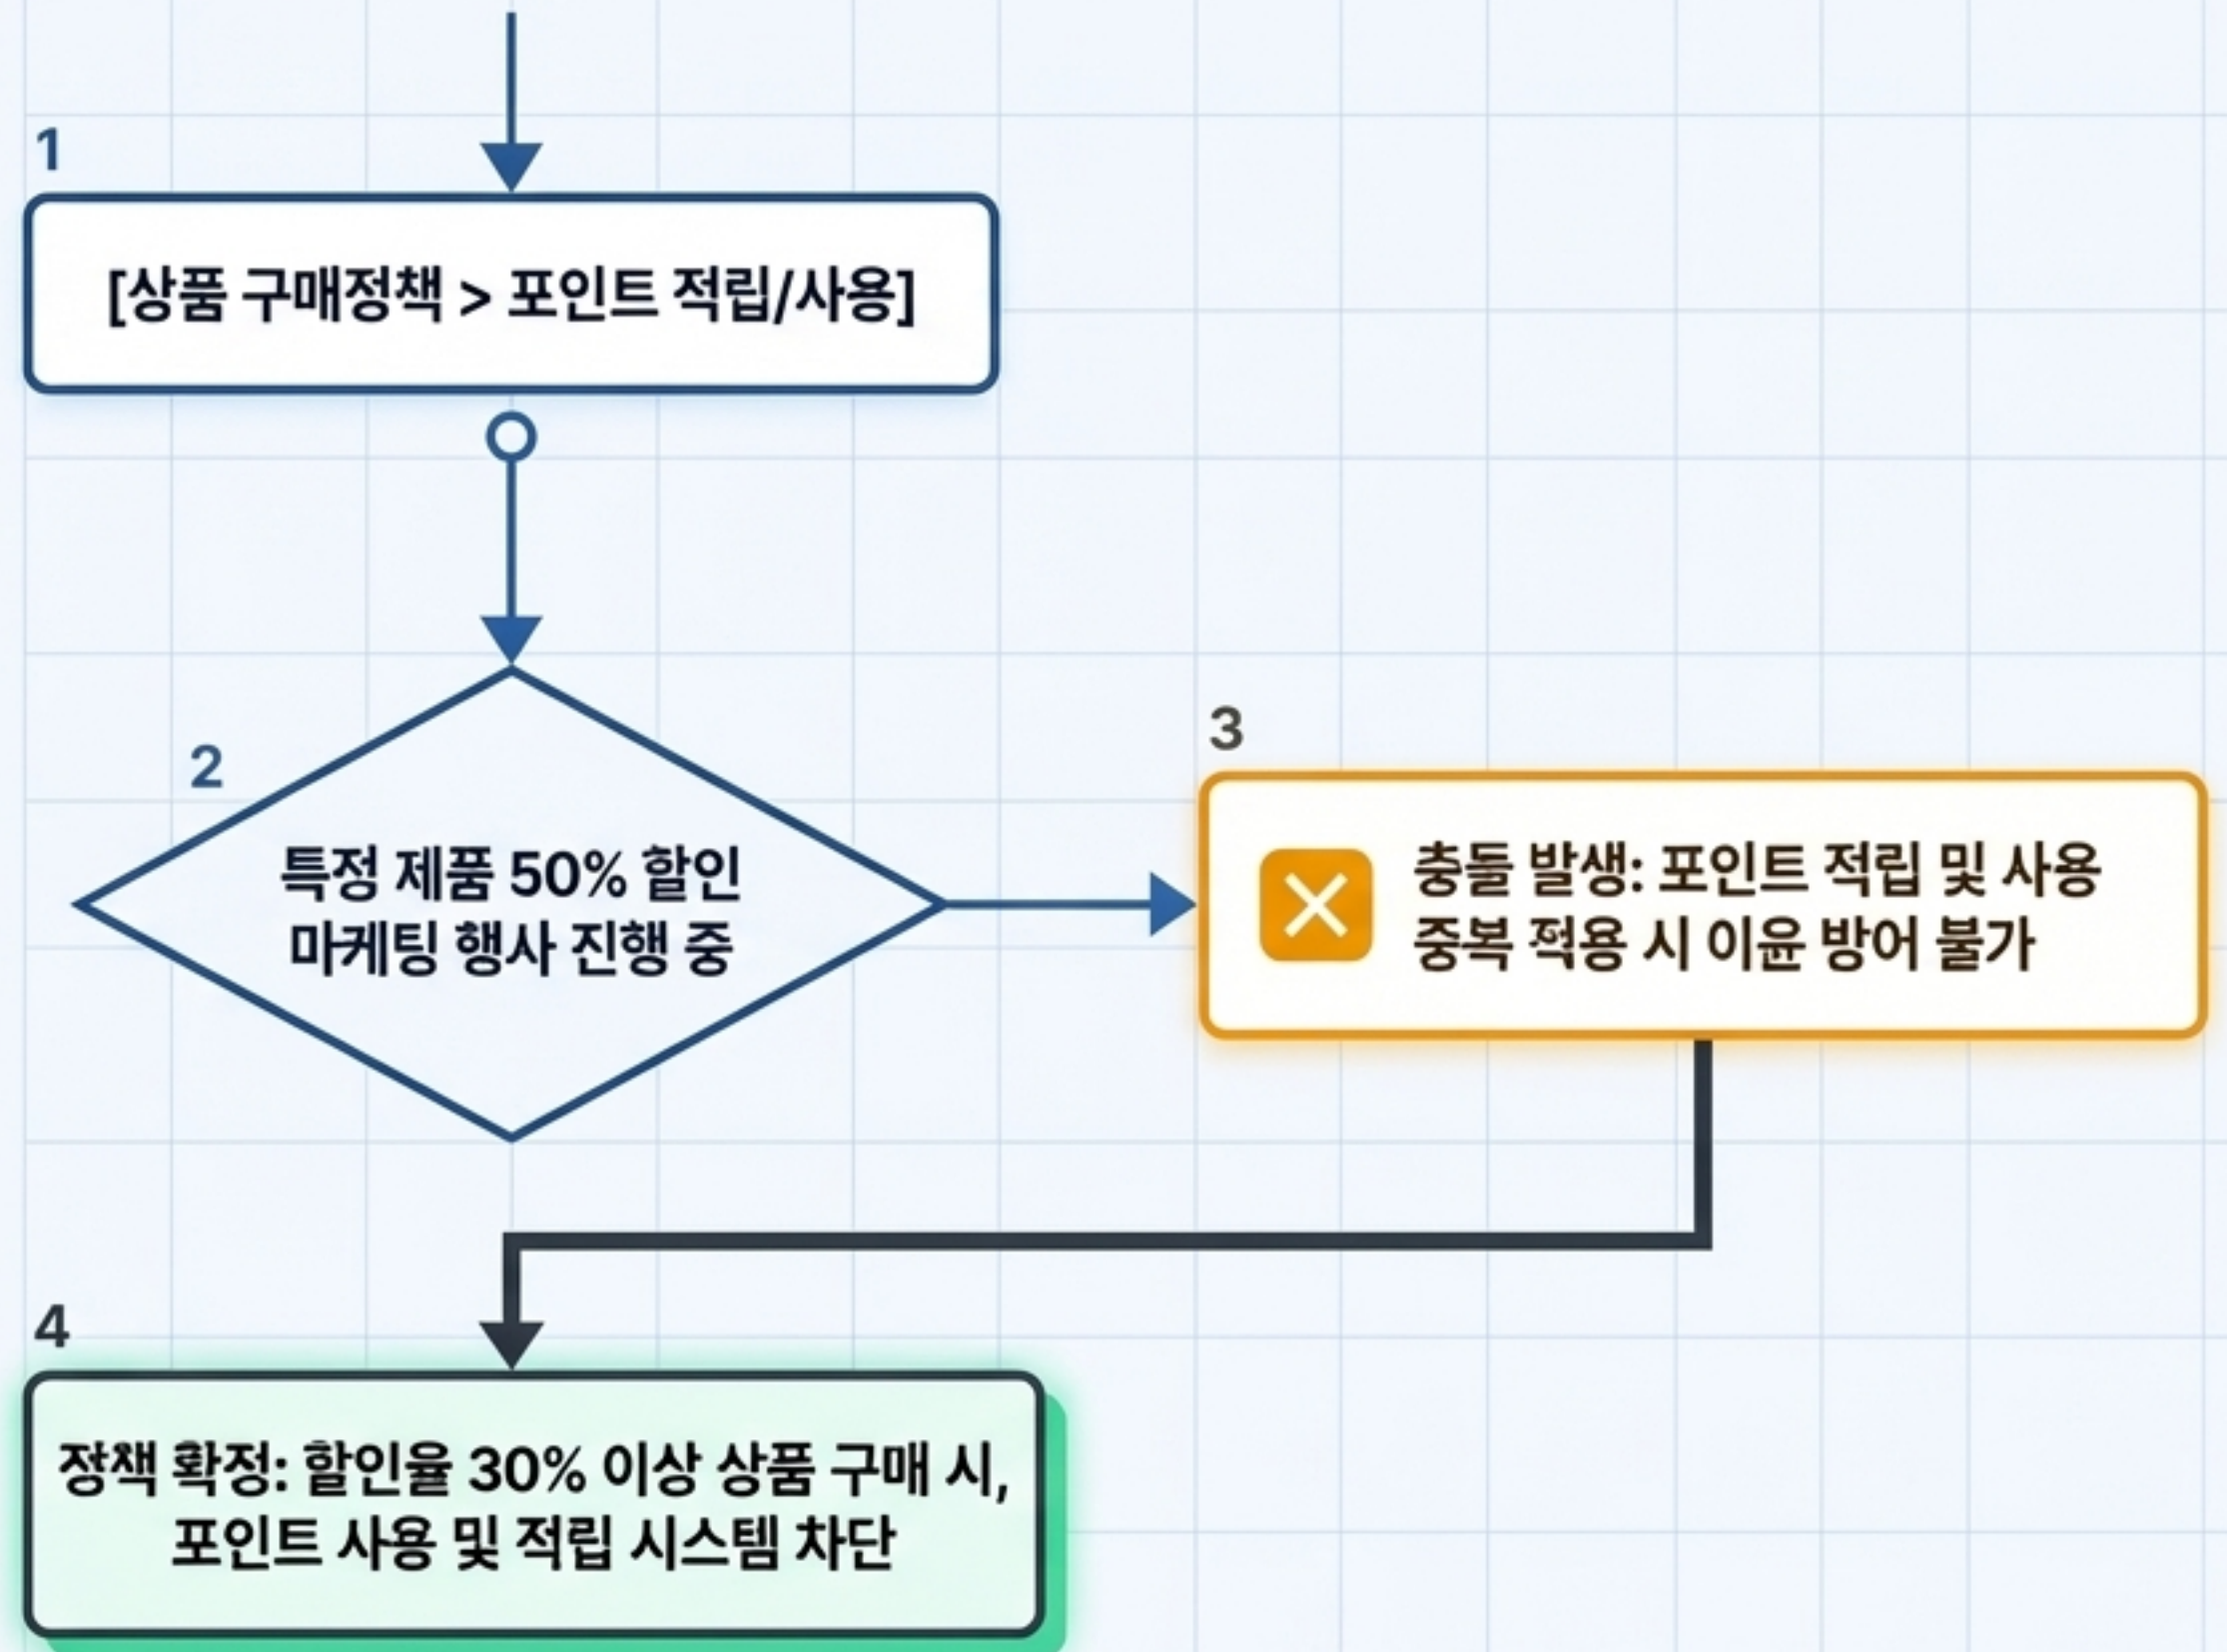 1
[상품 구매정책 > 포인트 적립/사용]
2
특정 제품 50% 할인
마케팅 행사 진행 중
3
충돌 발생: 포인트 적립 및 사용
중복 적용 시 이윤 방어 불가
4
정책 확정: 할인율 30% 이상 상품 구매 시,
포인트 사용 및 적립 시스템 차단